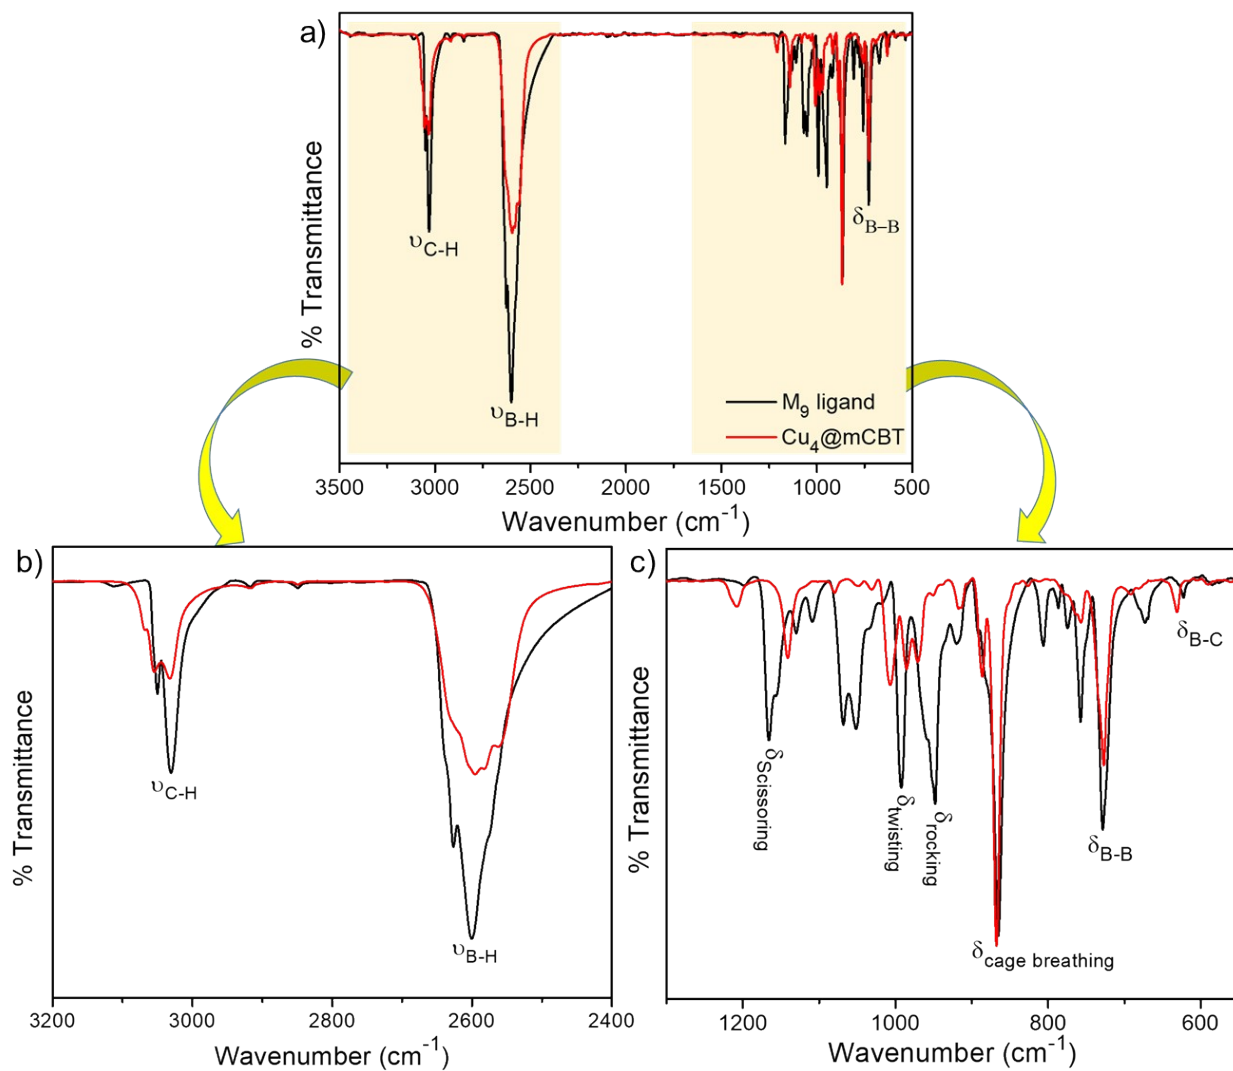 a)
% Transmittance
υC-H
υB-H
δB–B
M9 ligand
Cu4@mCBT
3500 3000 2500 2000 1500 1000 500
Wavenumber (cm-1)
b)
% Transmittance
υC-H
υB-H
3200 3000 2800 2600 2400
Wavenumber (cm-1)
c)
% Transmittance
δScissoring
δtwisting
δrocking
δcage breathing
δB-B
δB-C
1200 1000 800 600
Wavenumber (cm-1)